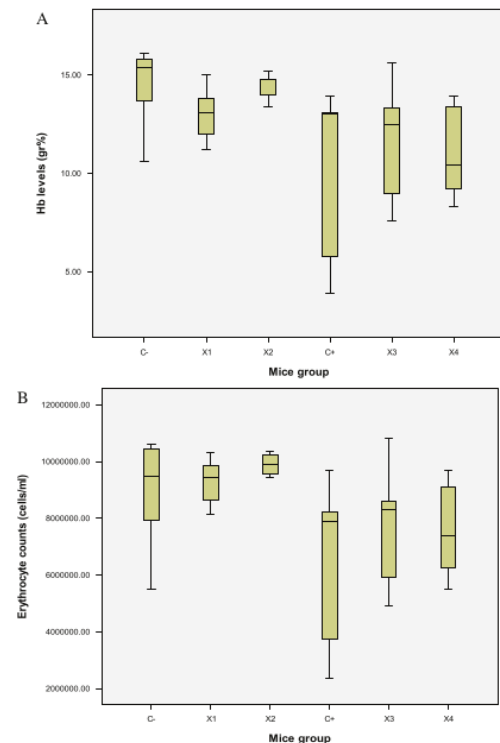 A
15.00
10.00
5.00
Hb levels (gr%)
C- X1 X2 C+ X3 X4
Mice group
B
12000000.00
10000000.00
8000000.00
6000000.00
4000000.00
2000000.00
Erythrocyte counts (cells/ml)
C- X1 X2 C+ X3 X4
Mice group